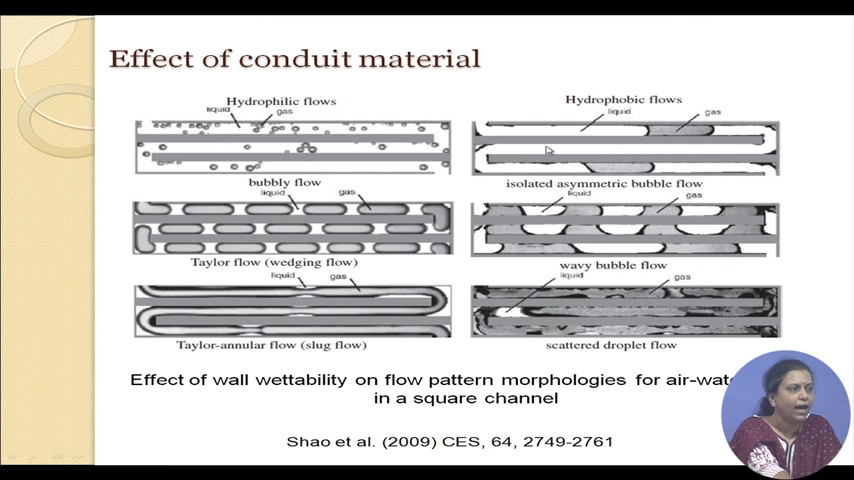 Effect of conduit material
Hydrophilic flows
liquid gas
bubbly flow
liquid gas
Taylor flow (wedging flow)
liquid gas
Taylor-annular flow (slug flow)
Hydrophobic flows
liquid gas
isolated asymmetric bubble flow
liquid gas
wavy bubble flow
liquid gas
scattered droplet flow
Effect of wall wettability on flow pattern morphologies for
in a square channel
Shao et al. (2009) CES, 64, 2749-2761